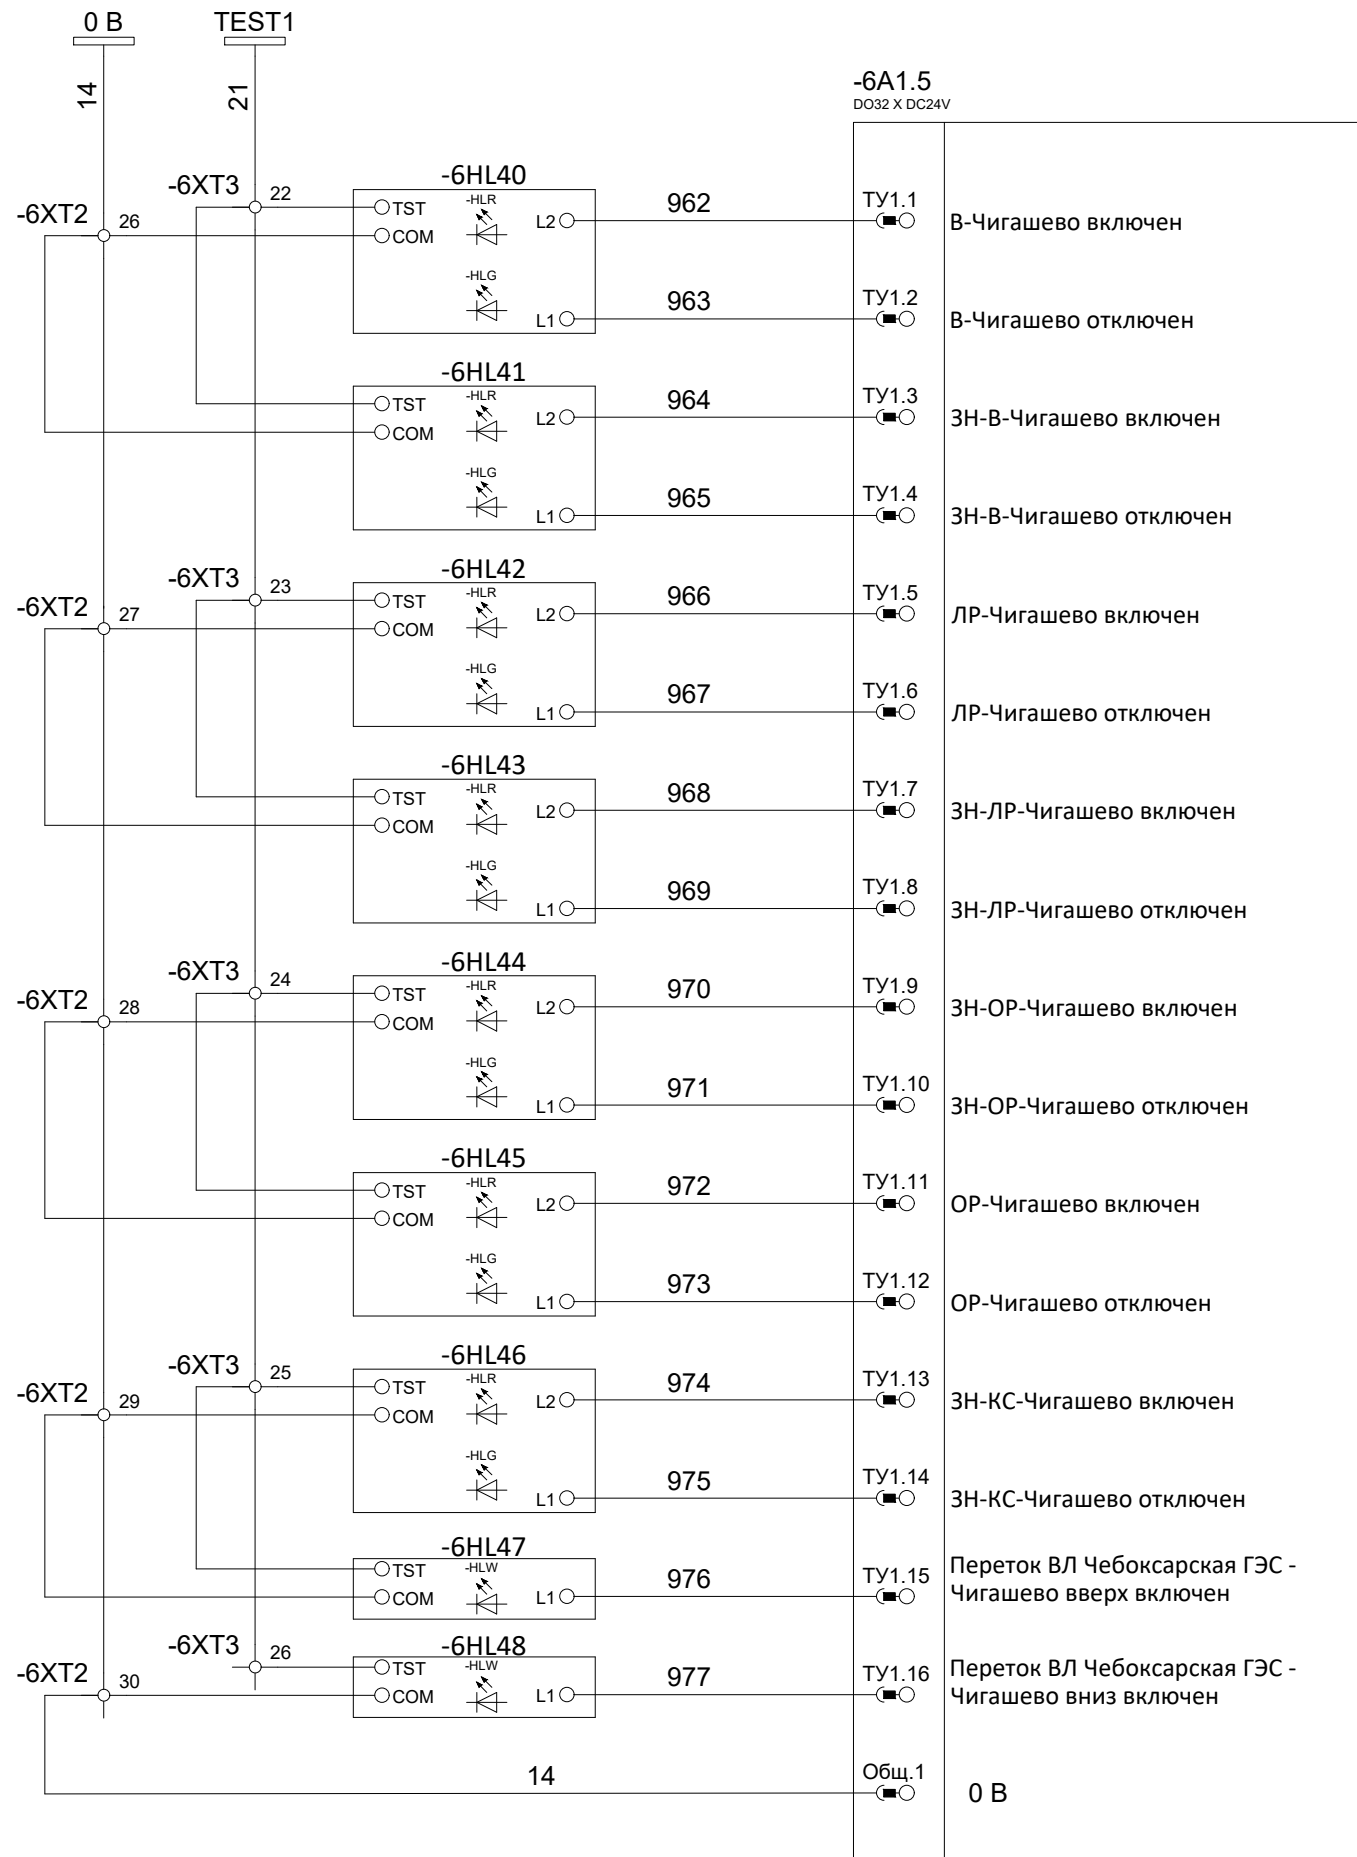 0 В
TEST1
14
21
-6A1.5
DO32 X DC24V
-6XT3
22
-6XT2
26
-6HL40
TST
COM
-HLR
L2
962
ТУ1.1
В-Чигашево включен
-HLG
L1
963
ТУ1.2
В-Чигашево отключен
-6HL41
TST
COM
-HLR
L2
964
ТУ1.3
ЗН-В-Чигашево включен
-HLG
L1
965
ТУ1.4
ЗН-В-Чигашево отключен
-6XT3
23
-6XT2
27
-6HL42
TST
COM
-HLR
L2
966
ТУ1.5
ЛР-Чигашево включен
-HLG
L1
967
ТУ1.6
ЛР-Чигашево отключен
-6HL43
TST
COM
-HLR
L2
968
ТУ1.7
ЗН-ЛР-Чигашево включен
-HLG
L1
969
ТУ1.8
ЗН-ЛР-Чигашево отключен
-6XT3
24
-6XT2
28
-6HL44
TST
COM
-HLR
L2
970
ТУ1.9
ЗН-ОР-Чигашево включен
-HLG
L1
971
ТУ1.10
ЗН-ОР-Чигашево отключен
-6HL45
TST
COM
-HLR
L2
972
ТУ1.11
ОР-Чигашево включен
-HLG
L1
973
ТУ1.12
ОР-Чигашево отключен
-6XT3
25
-6XT2
29
-6HL46
TST
COM
-HLR
L2
974
ТУ1.13
ЗН-КС-Чигашево включен
-HLG
L1
975
ТУ1.14
ЗН-КС-Чигашево отключен
-6HL47
TST
COM
-HLW
L1
976
ТУ1.15
Переток ВЛ Чебоксарская ГЭС -
Чигашево вверх включен
-6XT3
26
-6XT2
30
-6HL48
TST
COM
-HLW
L1
977
ТУ1.16
Переток ВЛ Чебоксарская ГЭС -
Чигашево вниз включен
14
Общ.1
0 В